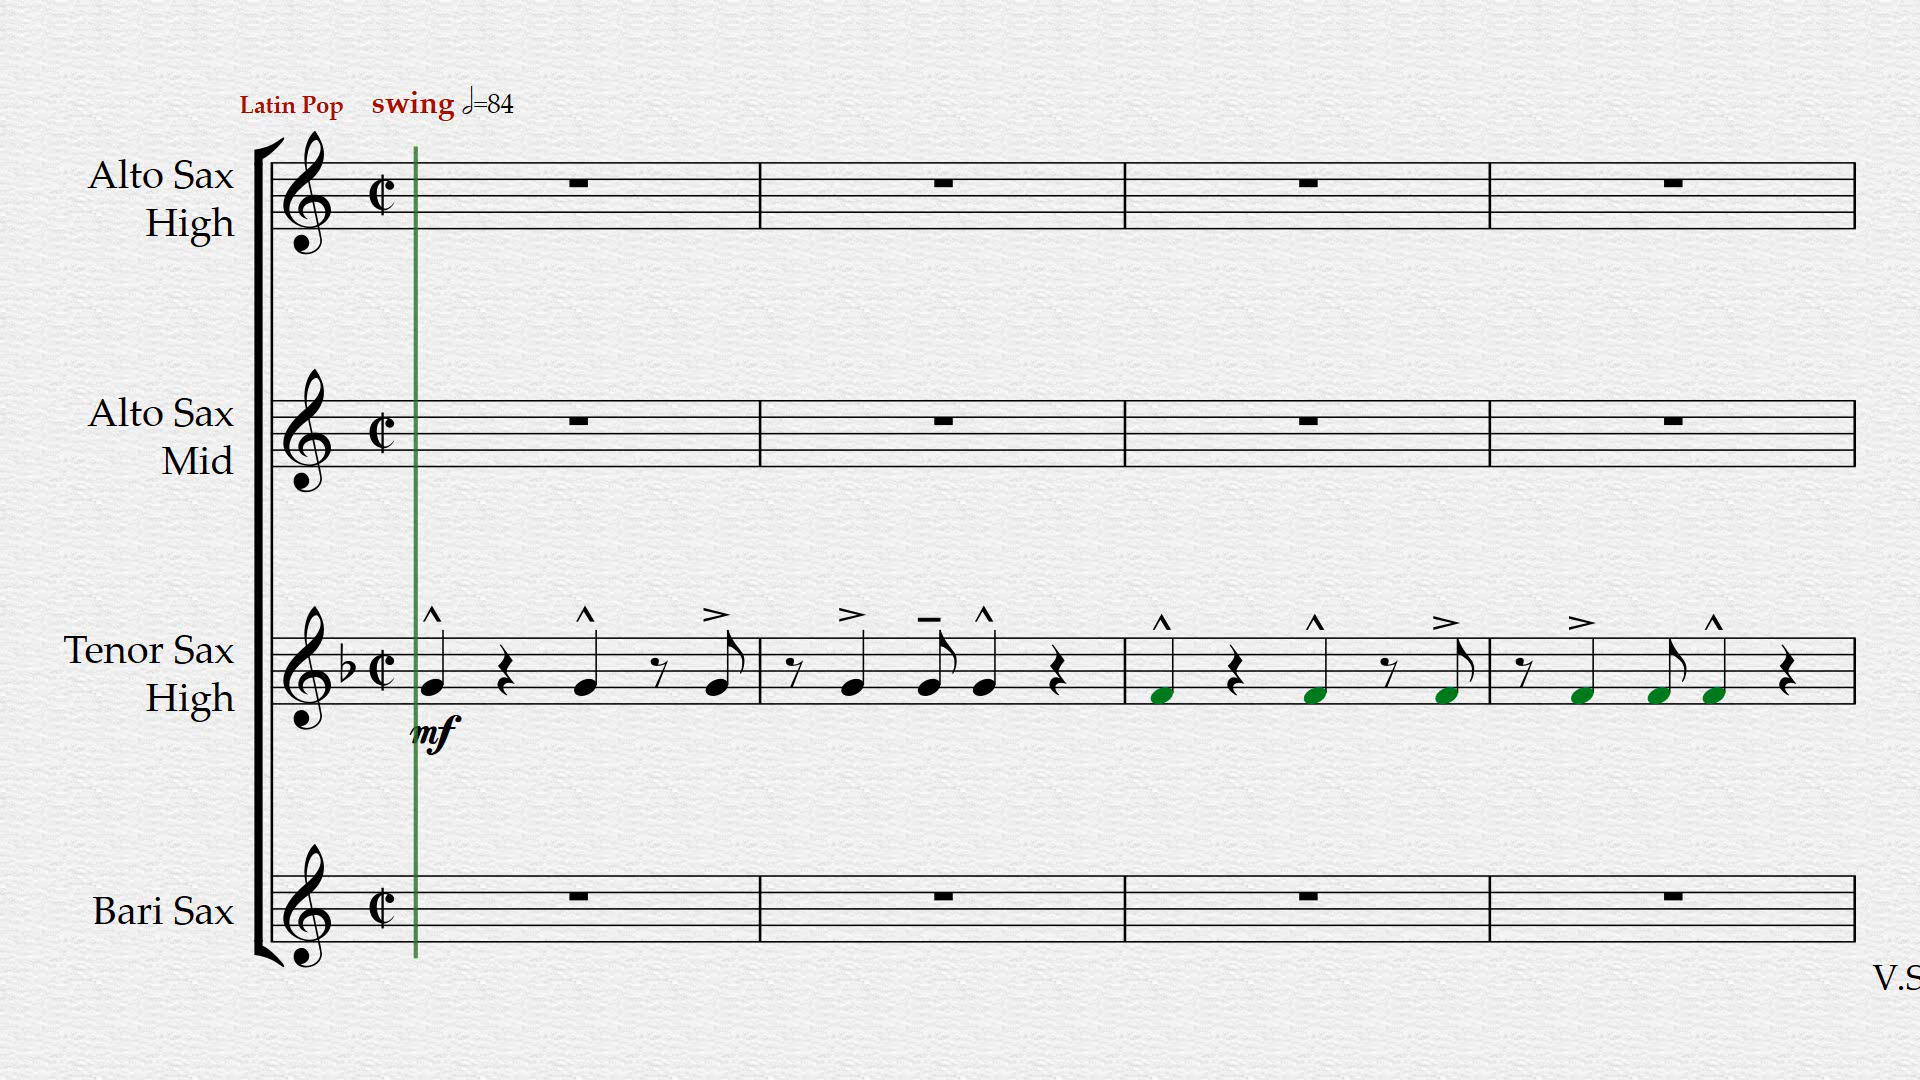 Latin Pop swing 𝅗𝅥=84
Alto Sax
High
Alto Sax
Mid
Tenor Sax
High
mf
Bari Sax
V.S